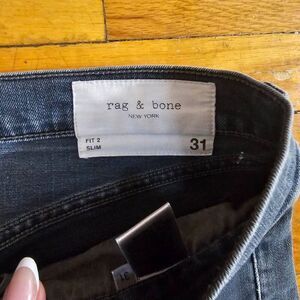 rag & bone
NEW YORK
FIT 2
SLIM
31